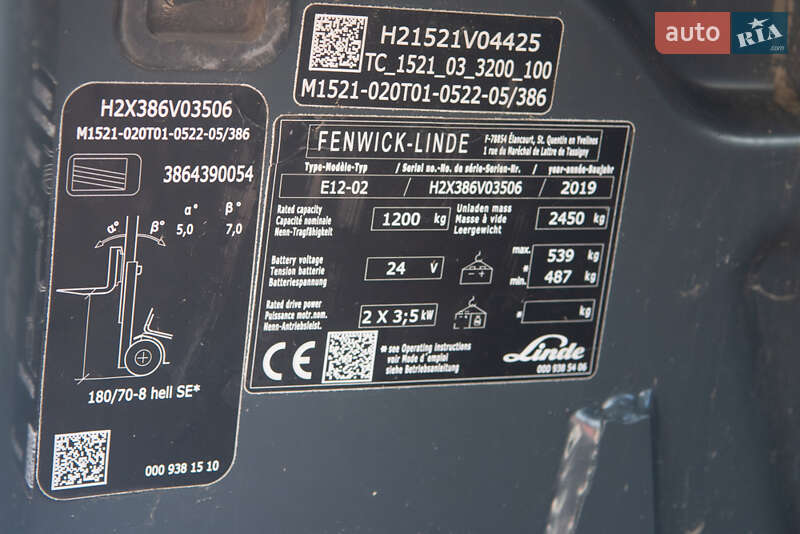 auto RIA .com
H21521V04425
TC_1521_03_3200_100
M1521-020T01-0522-05/386
H2X386V03506
M1521-020T01-0522-05/386
3864390054
α° β°
5,0 7,0
α° β°
180/70-8 hell SE*
000 938 15 10
FENWICK-LINDE
F-78854 Élancourt, St. Quentin en Yvelines
1 rue du Maréchal de Lattre de Tassigny
Type-Modèle-Typ / Serial no.-No. de série-Serien-Nr. / year-année-Baujahr
E12-02 / H2X386V03506 / 2019
Rated capacity
Capacité nominale
Nenn-Tragfähigkeit
1200 kg
Unladen mass
Masse à vide
Leergewicht
2450 kg
Battery voltage
Tension batterie
Batteriespannung
24 V
- +
max. 539 kg
*
min. 487 kg
Rated drive power
Puissance motr.nom.
Nenn-Antriebsleist.
2 X 3;5 kW
* kg
CE
* see Operating instructions
voir Mode d'emploi
siehe Betriebsanleitung
Linde
000 938 54 06